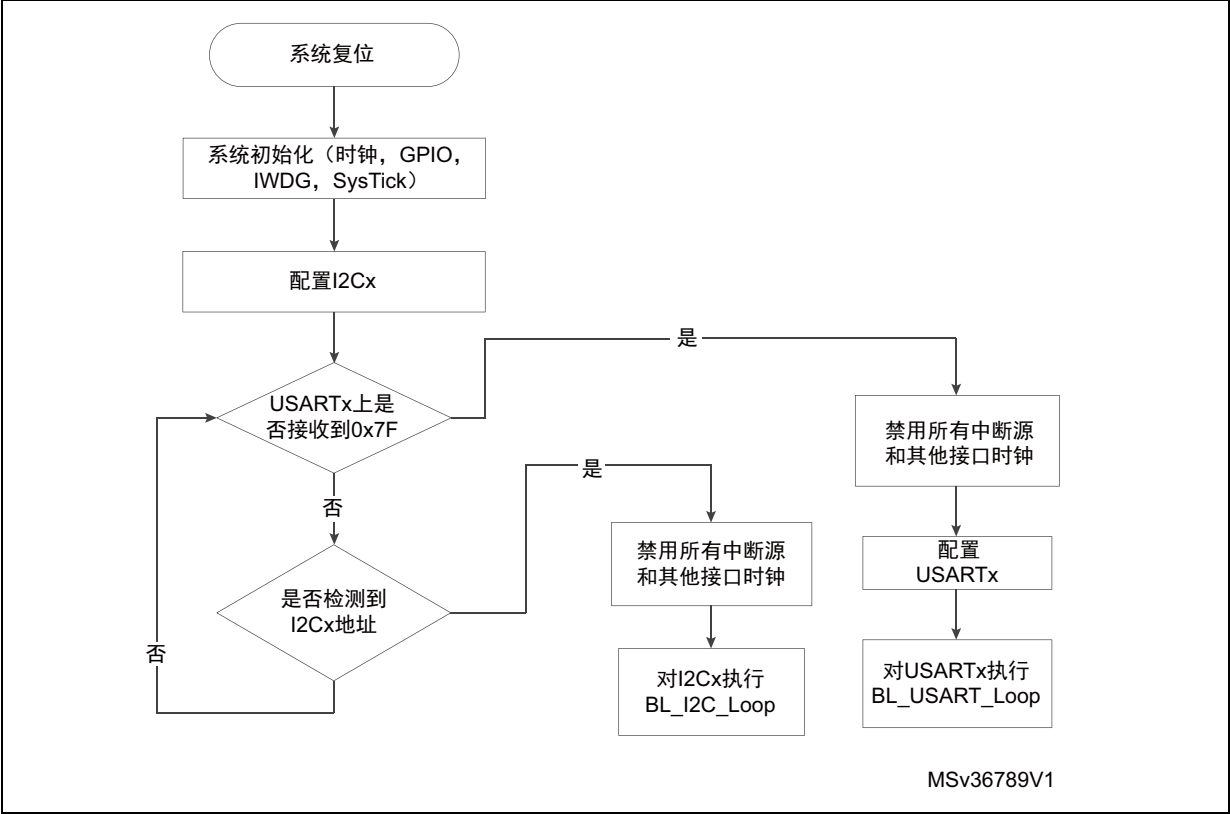 系统复位
系统初始化（时钟，GPIO，
IWDG，SysTick）
配置I2Cx
是
USARTx上是
否接收到0x7F
禁用所有中断源
和其他接口时钟
是
否
禁用所有中断源
和其他接口时钟
配置
USARTx
是否检测到
I2Cx地址
否
对I2Cx执行
BL_I2C_Loop
对USARTx执行
BL_USART_Loop
MSv36789V1